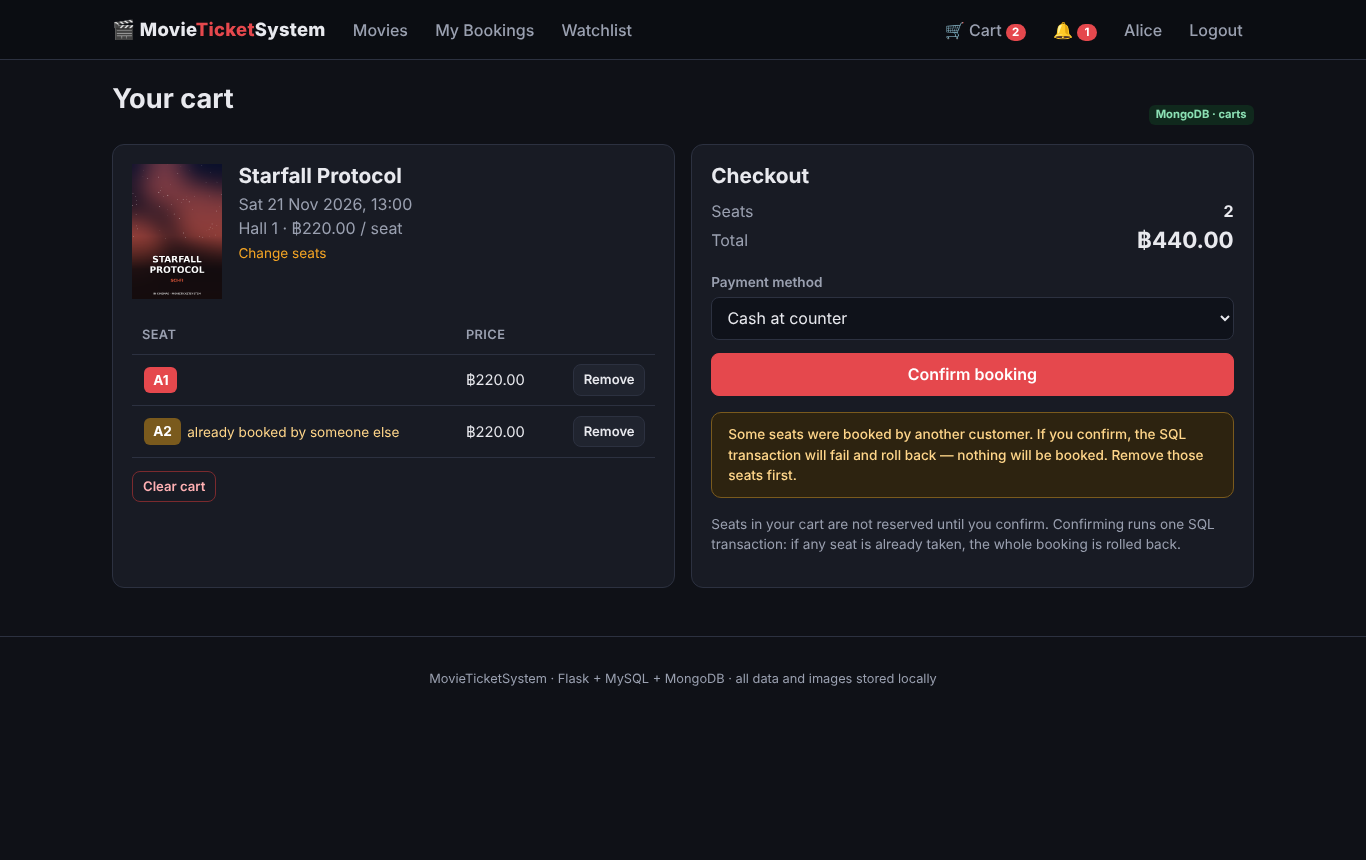 🎬 MovieTicketSystem Movies My Bookings Watchlist 🛒 Cart 2 🔔 1 Alice Logout
Your cart
MongoDB · carts
Starfall Protocol
Sat 21 Nov 2026, 13:00
Hall 1 · ฿220.00 / seat
Change seats
STARFALL
PROTOCOL
SCI-FI
SEAT PRICE
A1 ฿220.00 Remove
A2 already booked by someone else ฿220.00 Remove
Clear cart
Checkout
Seats 2
Total ฿440.00
Payment method
Cash at counter
Confirm booking
Some seats were booked by another customer. If you confirm, the SQL
transaction will fail and roll back — nothing will be booked. Remove those
seats first.
Seats in your cart are not reserved until you confirm. Confirming runs one SQL
transaction: if any seat is already taken, the whole booking is rolled back.
MovieTicketSystem · Flask + MySQL + MongoDB · all data and images stored locally